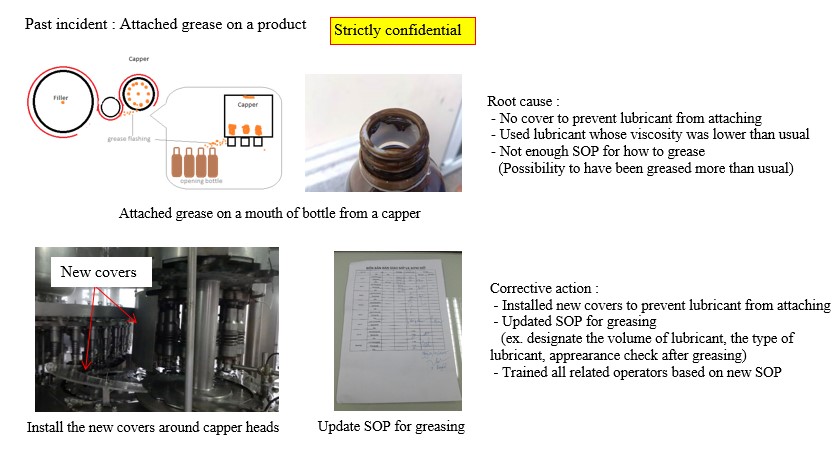 Past incident : Attached grease on a product
Strictly confidential
Capper
Filler
Capper
grease flashing
opening bottle
Root cause :
- No cover to prevent lubricant from attaching
- Used lubricant whose viscosity was lower than usual
- Not enough SOP for how to grease
(Possibility to have been greased more than usual)
Attached grease on a mouth of bottle from a capper
New covers
Corrective action :
- Installed new covers to prevent lubricant from attaching
- Updated SOP for greasing
(ex. designate the volume of lubricant, the type of
lubricant, apprearance check after greasing)
- Trained all related operators based on new SOP
Install the new covers around capper heads
Update SOP for greasing